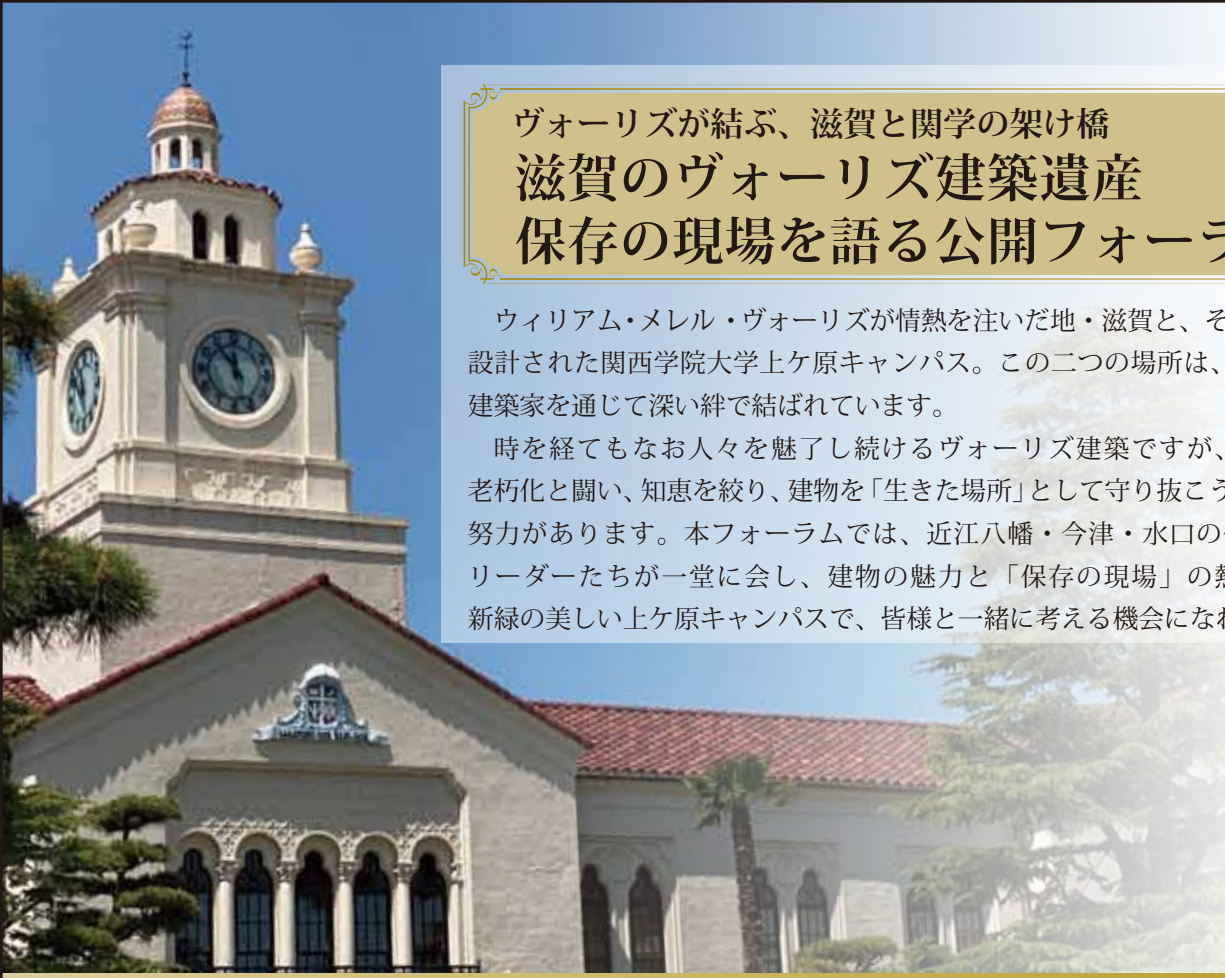 ヴォーリズが結ぶ、滋賀と関学の架け橋
滋賀のヴォーリズ建築遺産
保存の現場を語る公開フォーラ
ウィリアム・メレル・ヴォーリズが情熱を注いだ地・滋賀と、そ
設計された関西学院大学上ケ原キャンパス。この二つの場所は、
建築家を通じて深い絆で結ばれています。
時を経てもなお人々を魅了し続けるヴォーリズ建築ですが、
老朽化と闘い、知恵を絞り、建物を「生きた場所」として守り抜こう
努力があります。本フォーラムでは、近江八幡・今津・水口の
リーダーたちが一堂に会し、建物の魅力と「保存の現場」の熱
新緑の美しい上ケ原キャンパスで、皆様と一緒に考える機会になれ